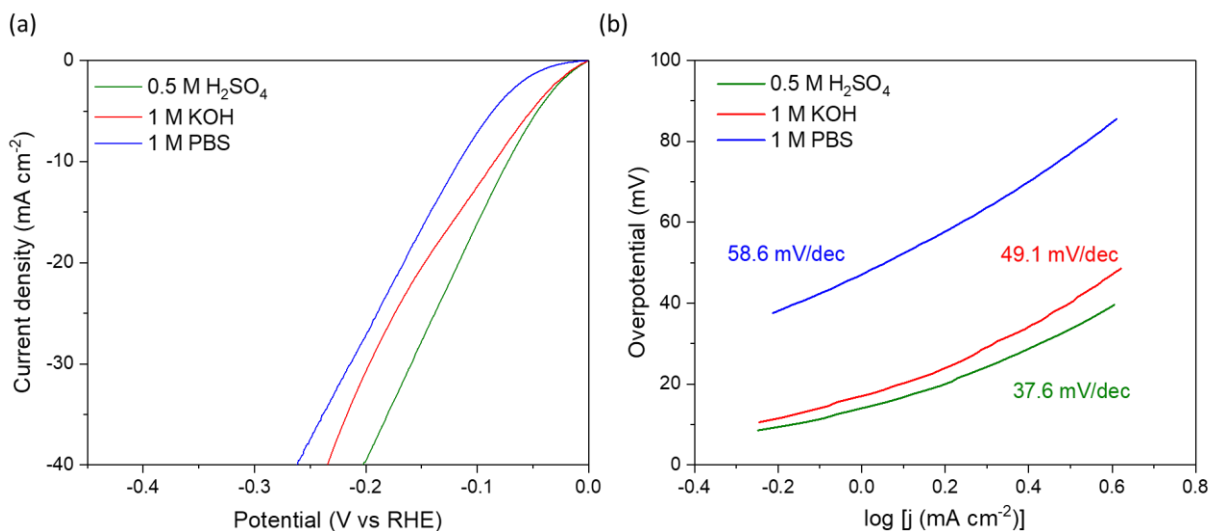 (a)
0.5 M H₂SO₄
1 M KOH
1 M PBS
0
-10
-20
-30
-40
Current density (mA cm⁻²)
-0.4
-0.3
-0.2
-0.1
0.0
Potential (V vs RHE)
(b)
0.5 M H₂SO₄
1 M KOH
1 M PBS
100
80
60
40
20
0
Overpotential (mV)
58.6 mV/dec
49.1 mV/dec
37.6 mV/dec
-0.4
-0.2
0.0
0.2
0.4
0.6
0.8
log [j (mA cm⁻²)]